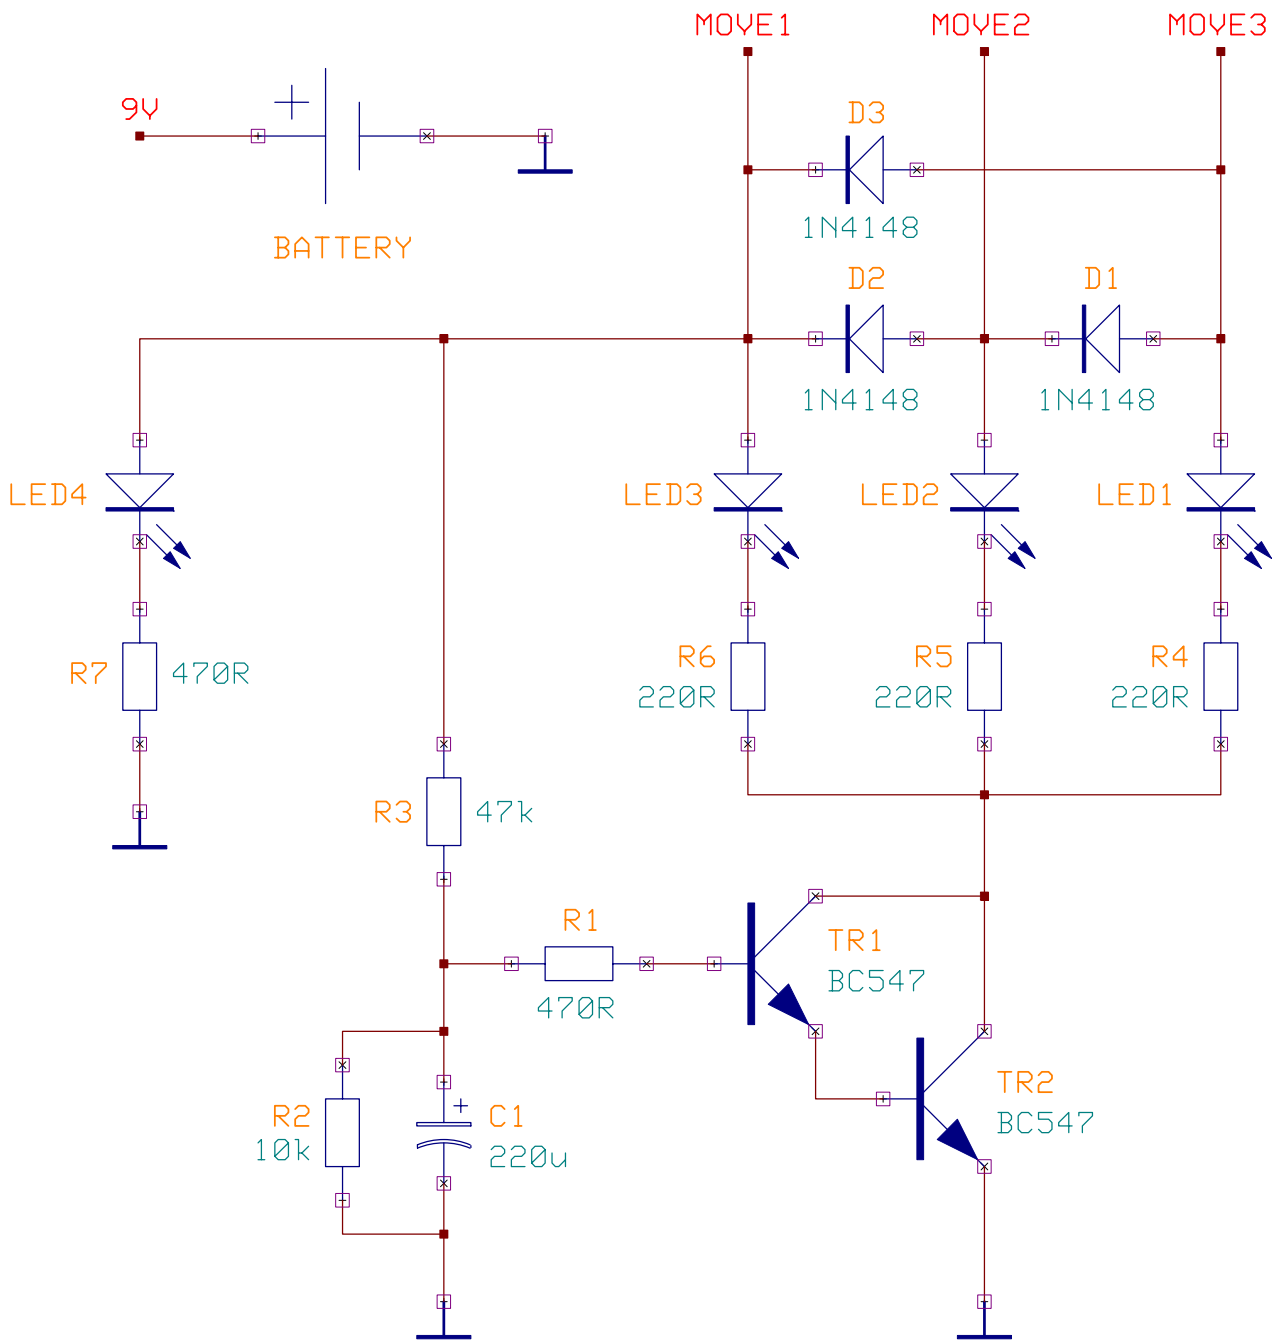 MOVE1 MOVE2 MOVE3
9V
D3
1N4148
BATTERY
D2 D1
1N4148 1N4148
LED4 LED3 LED2 LED1
R7 470R
R6 R5 R4
220R 220R 220R
R3 47k
R1
470R
TR1
BC547
TR2
BC547
R2
10k
C1
220u